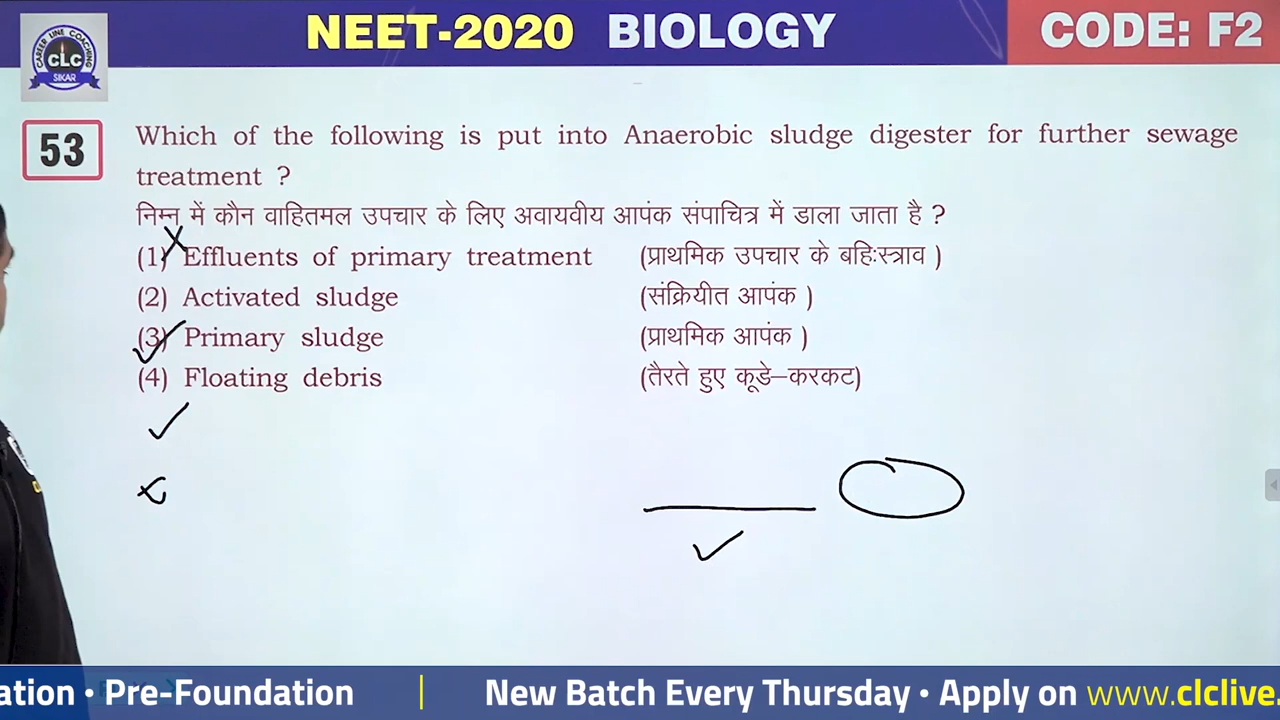 NEET-2020 BIOLOGY
CODE: F2
CAREER LINE COACHING
CLC
SIKAR
53
Which of the following is put into Anaerobic sludge digester for further sewage
treatment ?
निम्न में कौन वाहितमल उपचार के लिए अवायवीय आपंक संपाचित्र में डाला जाता है ?
(1) Effluents of primary treatment (प्राथमिक उपचार के बहिःस्त्राव )
(2) Activated sludge (संक्रियीत आपंक )
(3) Primary sludge (प्राथमिक आपंक )
(4) Floating debris (तैरते हुए कूडे–करकट)
ation • Pre-Foundation | New Batch Every Thursday • Apply on www.clclive.